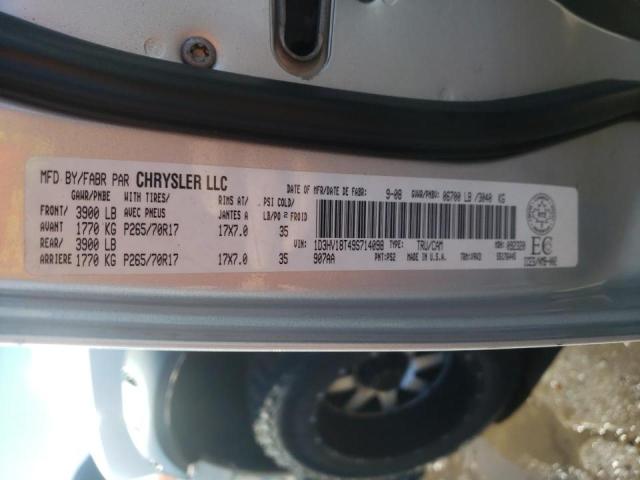 MFD BY/FABR PAR CHRYSLER LLC
DATE OF MFR/DATE DE FABR: 9-08 GVWR/PNBV: 06700 LB /3040 KG
GAWR/PNBE WITH TIRES/ RIMS AT/ PSI COLD/
FRONT/ 3900 LB AVEC PNEUS JANTES A LB/PO2 FROID
AVANT 1770 KG P265/70R17 17X7.0 35
REAR/ 3900 LB
ARRIERE 1770 KG P265/70R17 17X7.0 35
VIN: 1D3HV18T49S714098 TYPE: TRU/CAM MDH: 092320
907AA PNT: PS2 MADE IN U.S.A.
EC